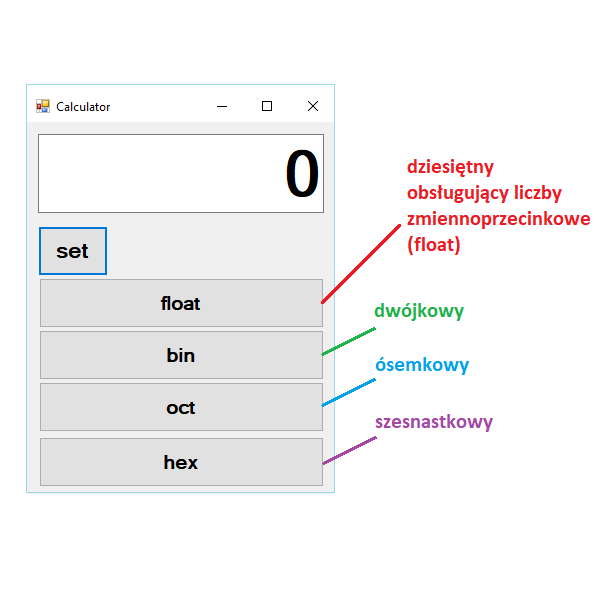 Calculator
0
set
float
bin
oct
hex
dziesiętny
obsługujący liczby
zmiennoprzecinkowe
(float)
dwójkowy
ósemkowy
szesnastkowy